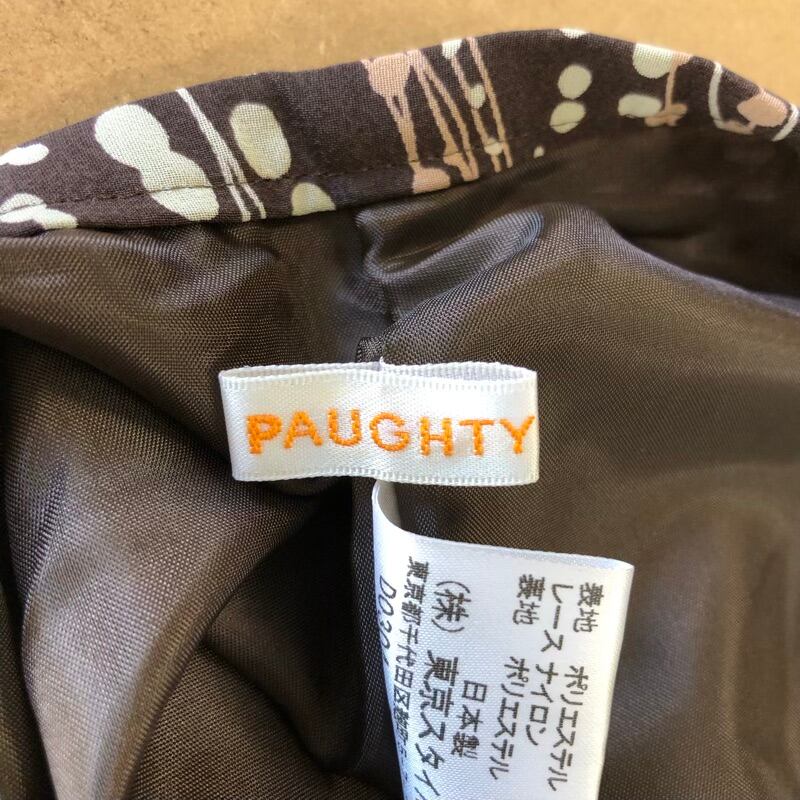 PAUGHTY
表地 ポリエステル
レース ナイロン
裏地 ポリエステル
日本製
(株) 東京スタイ
東京都千代田区